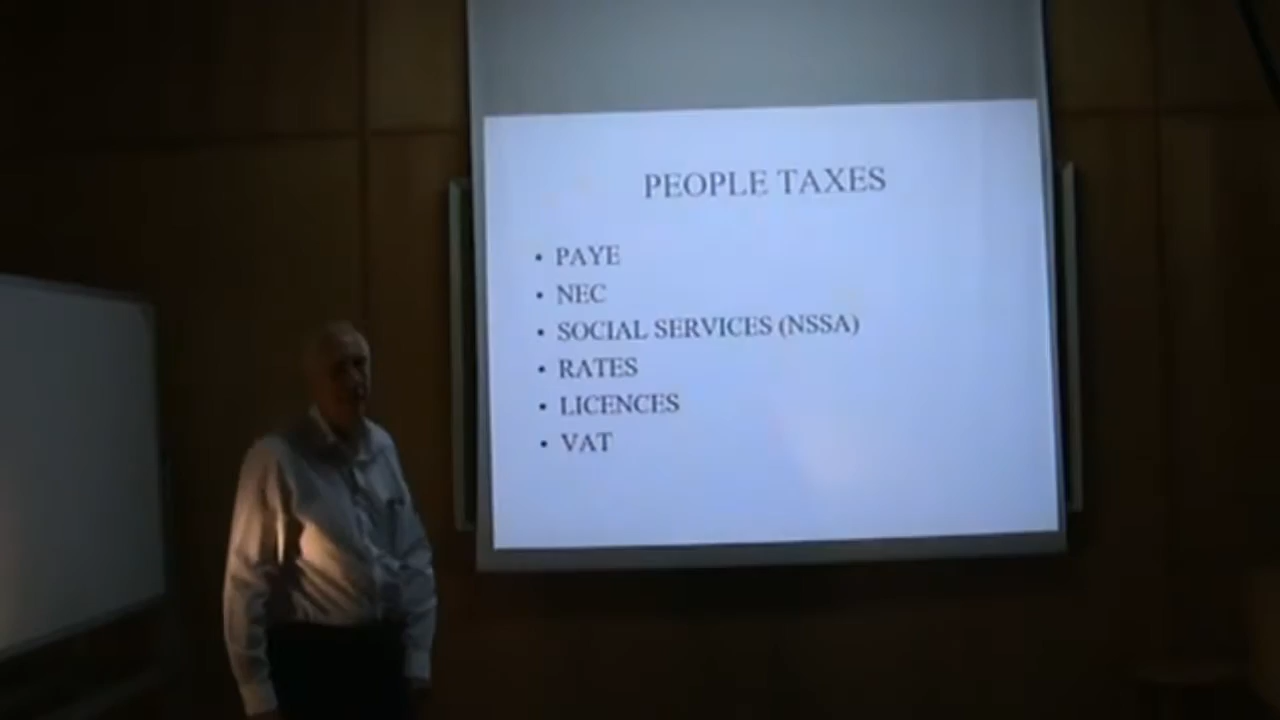 PEOPLE TAXES
• PAYE
• NEC
• SOCIAL SERVICES (NSSA)
• RATES
• LICENCES
• VAT